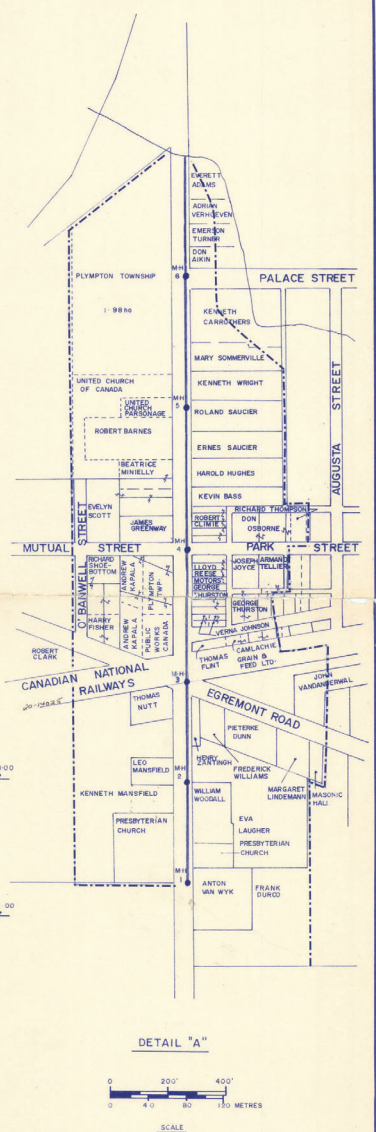 EVERETT
ADAMS
ADRIAN
VERHOEVEN
EMERSON
TURNER
DON
AIKIN
MH
6
PALACE STREET
PLYMPTON TOWNSHIP
1·98 ha
KENNETH
CARROTHERS
MARY SOMMERVILLE
UNITED CHURCH
OF CANADA
KENNETH WRIGHT
AUGUSTA STREET
UNITED
CHURCH
PARSONAGE
MH
5
ROLAND SAUCIER
ROBERT BARNES
ERNES SAUCIER
BEATRICE
MINIELLY
HAROLD HUGHES
KEVIN BASS
EVELYN
SCOTT
JAMES
GREENWAY
ROBERT
CLIMIE
RICHARD THOMPSON
DON
OSBORNE
O'BANWELL STREET
MH
4
MUTUAL STREET
PARK STREET
RICHARD
SHOE-
BOTTOM
ANDREW
KAPALA
PLYMPTON
TWP.
LLOYD
REESE
MOTORS
GEORGE
THURSTON
JOSEPH
JOYCE
ARMAND
TELLIER
HARRY
FISHER
ANDREW
KAPALA
PUBLIC
WORKS
CANADA
GEORGE
THURSTON
VERNA JOHNSON
ROBERT
CLARK
THOMAS
FLINT
CAMLACHIE
GRAIN &
FEED LTD.
CANADIAN NATIONAL
RAILWAYS
MH
3
EGREMONT ROAD
JOHN
VANDANDERWAL
THOMAS
NUTT
PIETERKE
DUNN
LEO
MANSFIELD
HENRY
ZANTINGH
FREDERICK
WILLIAMS
MARGARET
LINDEMANN
MASONIC
HALL
MH
2
KENNETH MANSFIELD
WILLIAM
WOODALL
EVA
LAUGHER
PRESBYTERIAN
CHURCH
PRESBYTERIAN
CHURCH
MH
1
ANTON
VAN WYK
FRANK
DURCO
DETAIL "A"
0 200' 400'
0 40 80 120 METRES
SCALE